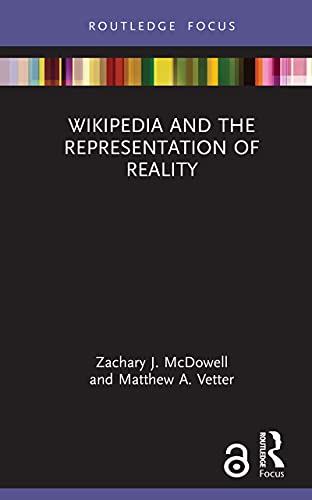 ROUTLEDGE FOCUS
WIKIPEDIA AND THE
REPRESENTATION OF
REALITY
Zachary J. McDowell
and Matthew A. Vetter
ROUTLEDGE
Focus